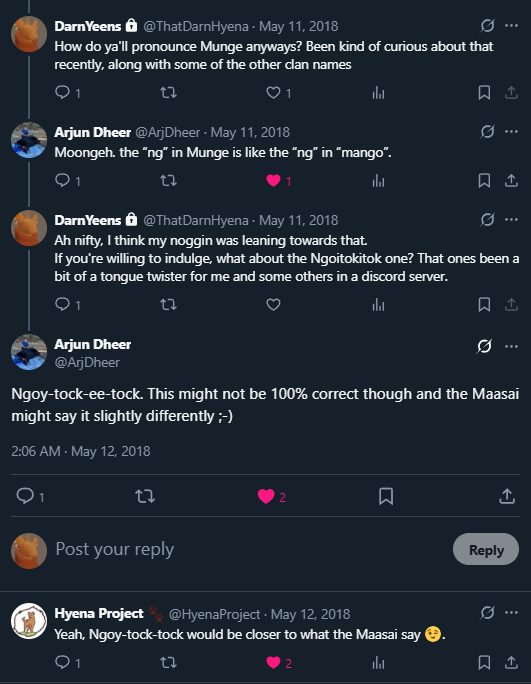 DarnYeens @ThatDarnHyena · May 11, 2018
How do ya'll pronounce Munge anyways? Been kind of curious about that
recently, along with some of the other clan names
1 1
Arjun Dheer @ArjDheer · May 11, 2018
Moongeh. the “ng” in Munge is like the “ng” in “mango”.
1 1
DarnYeens @ThatDarnHyena · May 11, 2018
Ah nifty, I think my noggin was leaning towards that.
If you're willing to indulge, what about the Ngoitokitok one? That ones been a
bit of a tongue twister for me and some others in a discord server.
1
Arjun Dheer
@ArjDheer
Ngoy-tock-ee-tock. This might not be 100% correct though and the Maasai
might say it slightly differently ;-)
2:06 AM · May 12, 2018
1 2
Post your reply
Reply
Hyena Project 🐾 @HyenaProject · May 12, 2018
Yeah, Ngoy-tock-tock would be closer to what the Maasai say 😉.
1 2